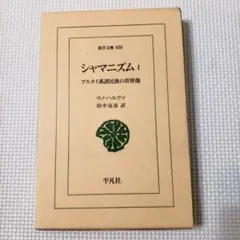 東洋文庫 830
シャマニズム 1
アルタイ系諸民族の世界像
ウノ・ハルヴァ
田中克彦 訳
平凡社